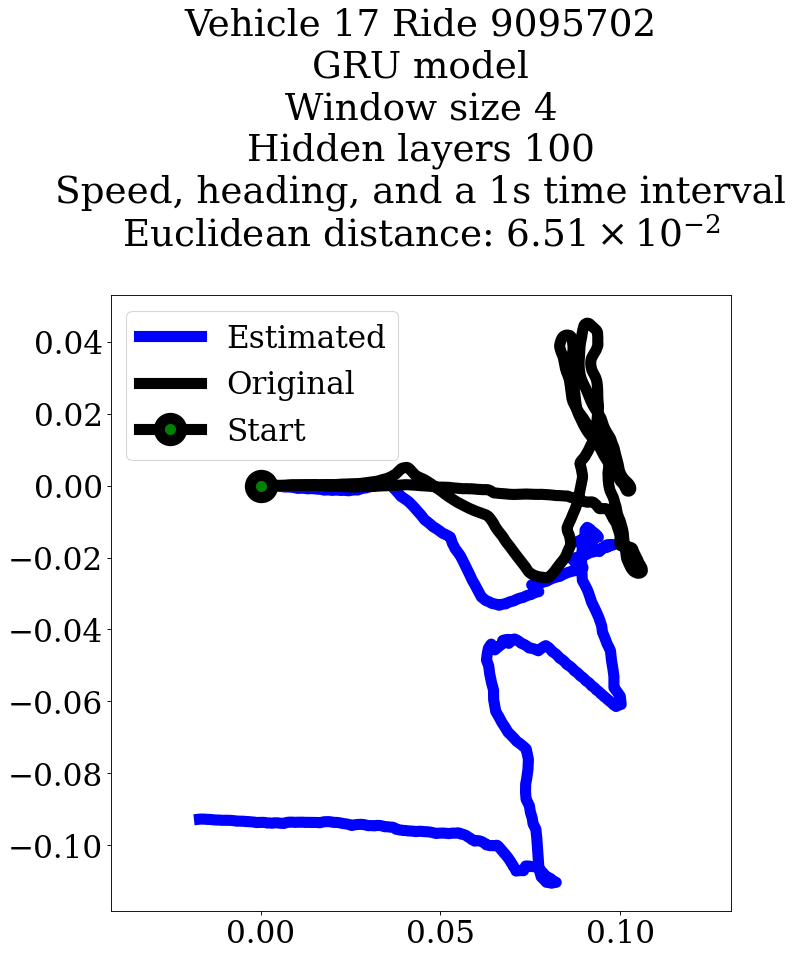 Vehicle 17 Ride 9095702
GRU model
Window size 4
Hidden layers 100
Speed, heading, and a 1s time interval
Euclidean distance: 6.51 × 10⁻²
Estimated
Original
Start
0.04
0.02
0.00
−0.02
−0.04
−0.06
−0.08
−0.10
0.00 0.05 0.10